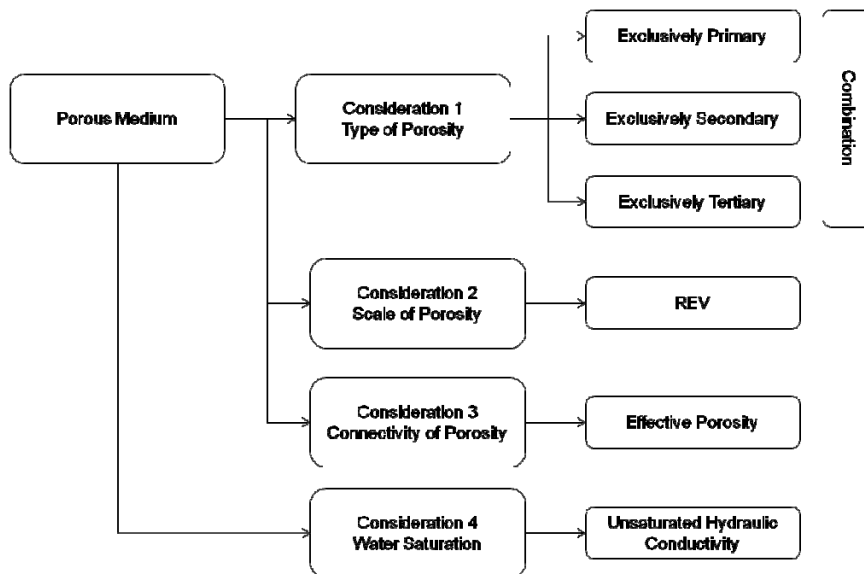 Porous Medium
Consideration 1
Type of Porosity
Exclusively Primary
Exclusively Secondary
Exclusively Tertiary
Combination
Consideration 2
Scale of Porosity
REV
Consideration 3
Connectivity of Porosity
Effective Porosity
Consideration 4
Water Saturation
Unsaturated Hydraulic
Conductivity